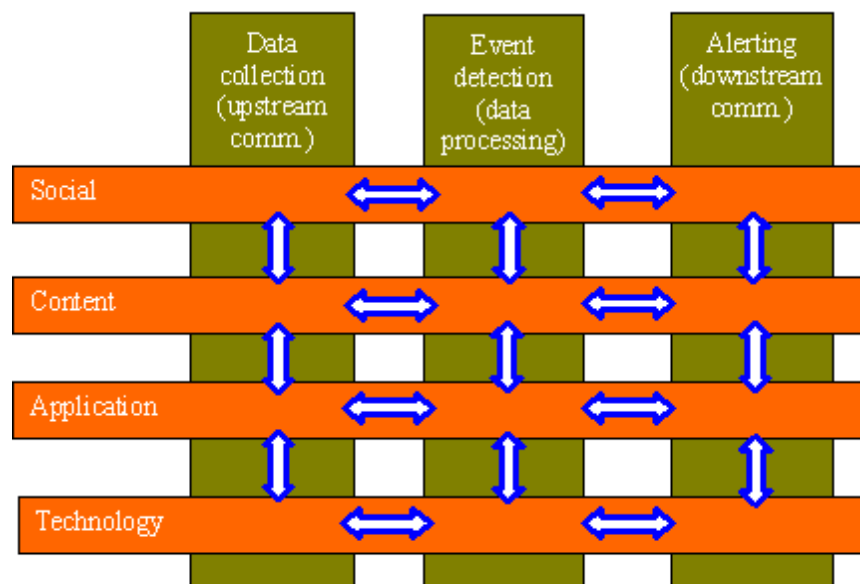 Data
collection
(upstream
comm.)
Event
detection
(data
processing)
Alerting
(downstream
comm.)
Social
Content
Application
Technology